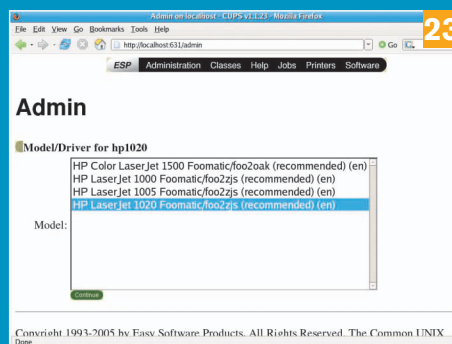 Admin on localhost - CUPS v1.1.23 - Mozilla Firefox
23
File Edit View Go Bookmarks Tools Help
http://localhost:631/admin
Go
ESP Administration Classes Help Jobs Printers Software
Admin
Model/Driver for hp1020
HP Color LaserJet 1500 Foomatic/foo2oak (recommended) (en)
HP LaserJet 1000 Foomatic/foo2zjs (recommended) (en)
HP LaserJet 1005 Foomatic/foo2zjs (recommended) (en)
HP LaserJet 1020 Foomatic/foo2zjs (recommended) (en)
Model:
Continue
Copyright 1993-2005 by Easy Software Products, All Rights Reserved. The Common UNIX
Done